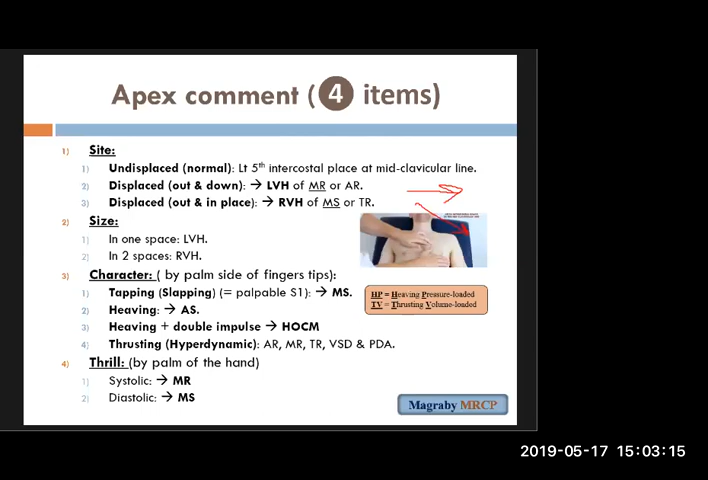 Apex comment (4 items)
1) Site:
1) Undisplaced (normal): Lt 5th intercostal place at mid-clavicular line.
2) Displaced (out & down): → LVH of MR or AR.
3) Displaced (out & in place): → RVH of MS or TR.
2) Size:
1) In one space: LVH.
2) In 2 spaces: RVH.
3) Character: ( by palm side of fingers tips):
1) Tapping (Slapping) (= palpable S1): → MS.
2) Heaving: → AS.
3) Heaving + double impulse → HOCM
4) Thrusting (Hyperdynamic): AR, MR, TR, VSD & PDA.
HP = Heaving Pressure-loaded
TV = Thrusting Volume-loaded
4) Thrill: (by palm of the hand)
1) Systolic: → MR
2) Diastolic: → MS
Magraby MRCP
2019-05-17 15:03:15